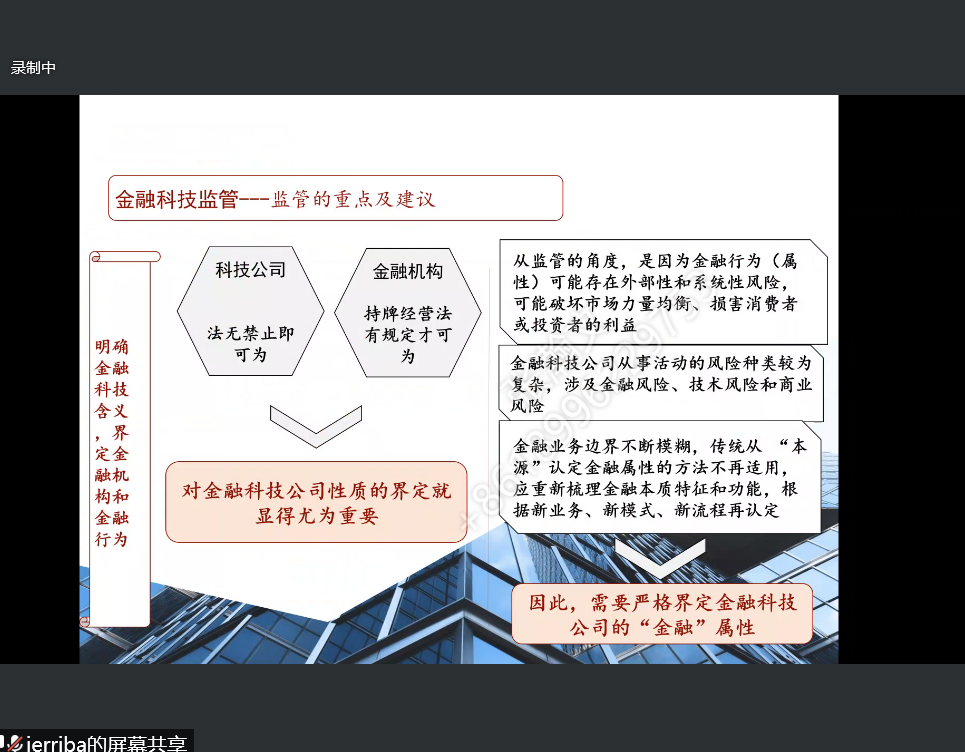 录制中
金融科技监管---监管的重点及建议
明确
金融
科技
含义
，界
定金
融机
构和
金融
行为
科技公司
法无禁止即
可为
金融机构
持牌经营法
有规定才可
为
对金融科技公司性质的界定就
显得尤为重要
从监管的角度，是因为金融行为（属
性）可能存在外部性和系统性风险，
可能破坏市场力量均衡、损害消费者
或投资者的利益
金融科技公司从事活动的风险种类较为
复杂，涉及金融风险、技术风险和商业
风险
金融业务边界不断模糊，传统从 “本
源”认定金融属性的方法不再适用，
应重新梳理金融本质特征和功能，根
据新业务、新模式、新流程再认定
因此，需要严格界定金融科技
公司的“金融”属性
jerriba的屏幕共享